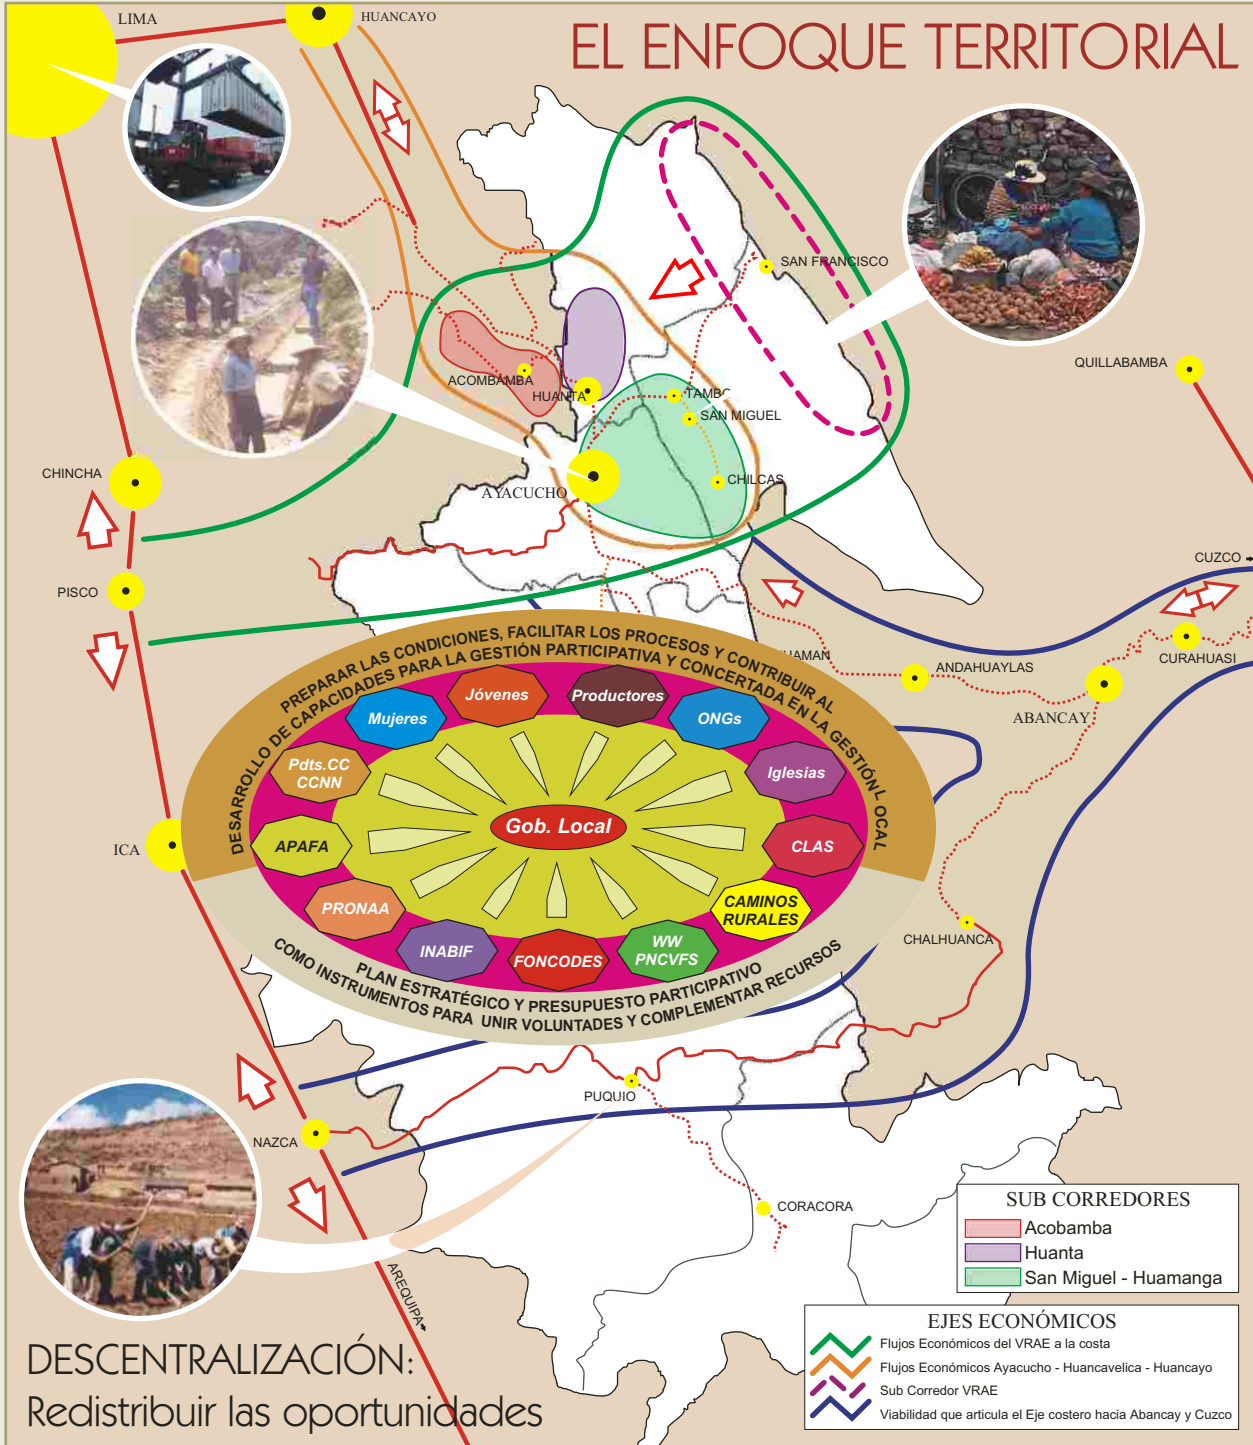 EL ENFOQUE TERRITORIAL
LIMA
HUANCAYO
SAN FRANCISCO
QUILLABAMBA
ACOMBAMBA
HUANTA
TAMBO
SAN MIGUEL
CHINCHA
AYACUCHO
CHILCAS
CUZCO
PISCO
CURAHUASI
HUAMAN
ANDAHUAYLAS
ABANCAY
ICA
CHALHUANCA
PREPARAR LAS CONDICIONES, FACILITAR LOS PROCESOS Y CONTRIBUIR AL
DESARROLLO DE CAPACIDADES PARA LA GESTIÓN PARTICIPATIVA Y CONCERTADA EN LA GESTIÓN LOCAL
Jóvenes
Productores
Mujeres
ONGs
Pdts.CC
CCNN
Iglesias
Gob. Local
APAFA
CLAS
PRONAA
CAMINOS
RURALES
INABIF
FONCODES
WW
PNCVFS
PLAN ESTRATÉGICO Y PRESUPUESTO PARTICIPATIVO
COMO INSTRUMENTOS PARA UNIR VOLUNTADES Y COMPLEMENTAR RECURSOS
PUQUIO
NAZCA
CORACORA
AREQUIPA
SUB CORREDORES
Acobamba
Huanta
San Miguel - Huamanga
EJES ECONÓMICOS
Flujos Económicos del VRAE a la costa
Flujos Económicos Ayacucho - Huancavelica - Huancayo
Sub Corredor VRAE
Viabilidad que articula el Eje costero hacia Abancay y Cuzco
DESCENTRALIZACIÓN:
Redistribuir las oportunidades